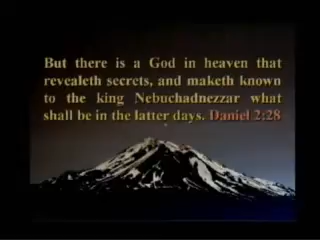 But there is a God in heaven that
revealeth secrets, and maketh known
to the king Nebuchadnezzar what
shall be in the latter days. Daniel 2:28